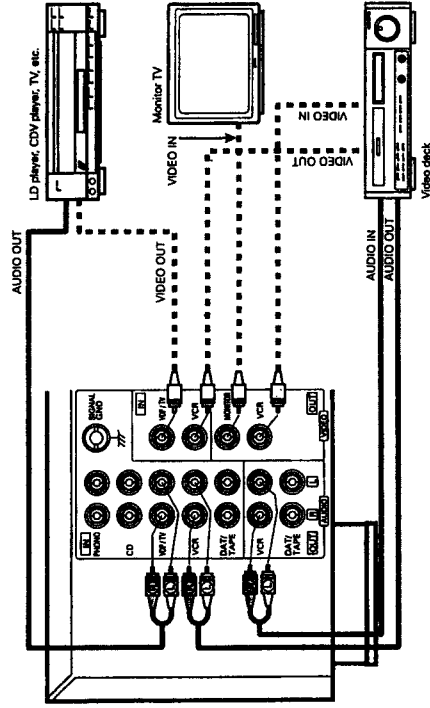 LD player, CDV player, TV, etc.
Monitor TV
Video deck
AUDIO OUT
VIDEO OUT
VIDEO IN
VIDEO IN
VIDEO OUT
AUDIO IN
AUDIO OUT
SIGNAL GND
IN
PHONO
CD
VDP/TV
VCR
DAT/
TAPE
VCR
DAT/
TAPE
OUT
R
L
AUDIO
IN
VDP/TV
VCR
MONITOR
VCR
OUT
VIDEO